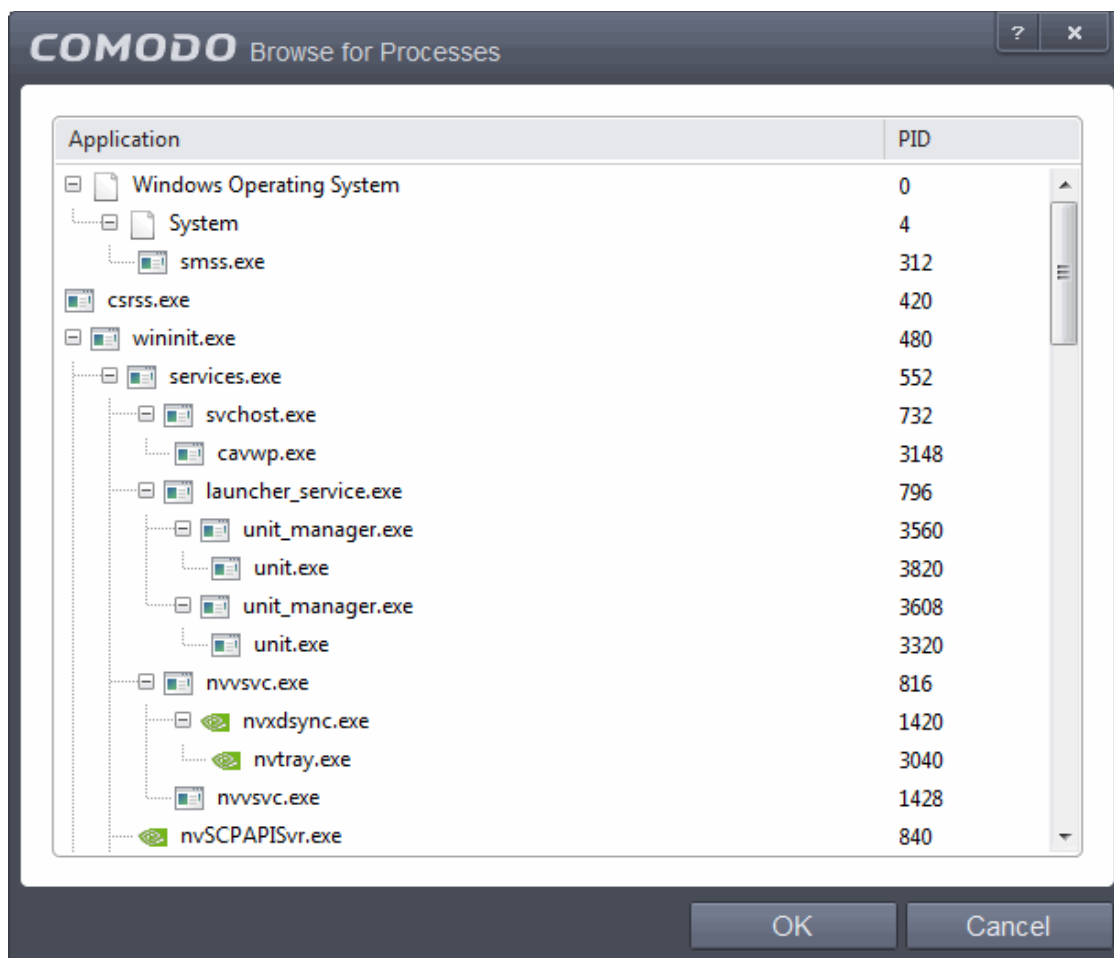 COMODO Browse for Processes ? x
Application PID
Windows Operating System 0
System 4
smss.exe 312
csrss.exe 420
wininit.exe 480
services.exe 552
svchost.exe 732
cavwp.exe 3148
launcher_service.exe 796
unit_manager.exe 3560
unit.exe 3820
unit_manager.exe 3608
unit.exe 3320
nvvsvc.exe 816
nvxdsync.exe 1420
nvtray.exe 3040
nvvsvc.exe 1428
nvSCPAPISvr.exe 840
OK Cancel